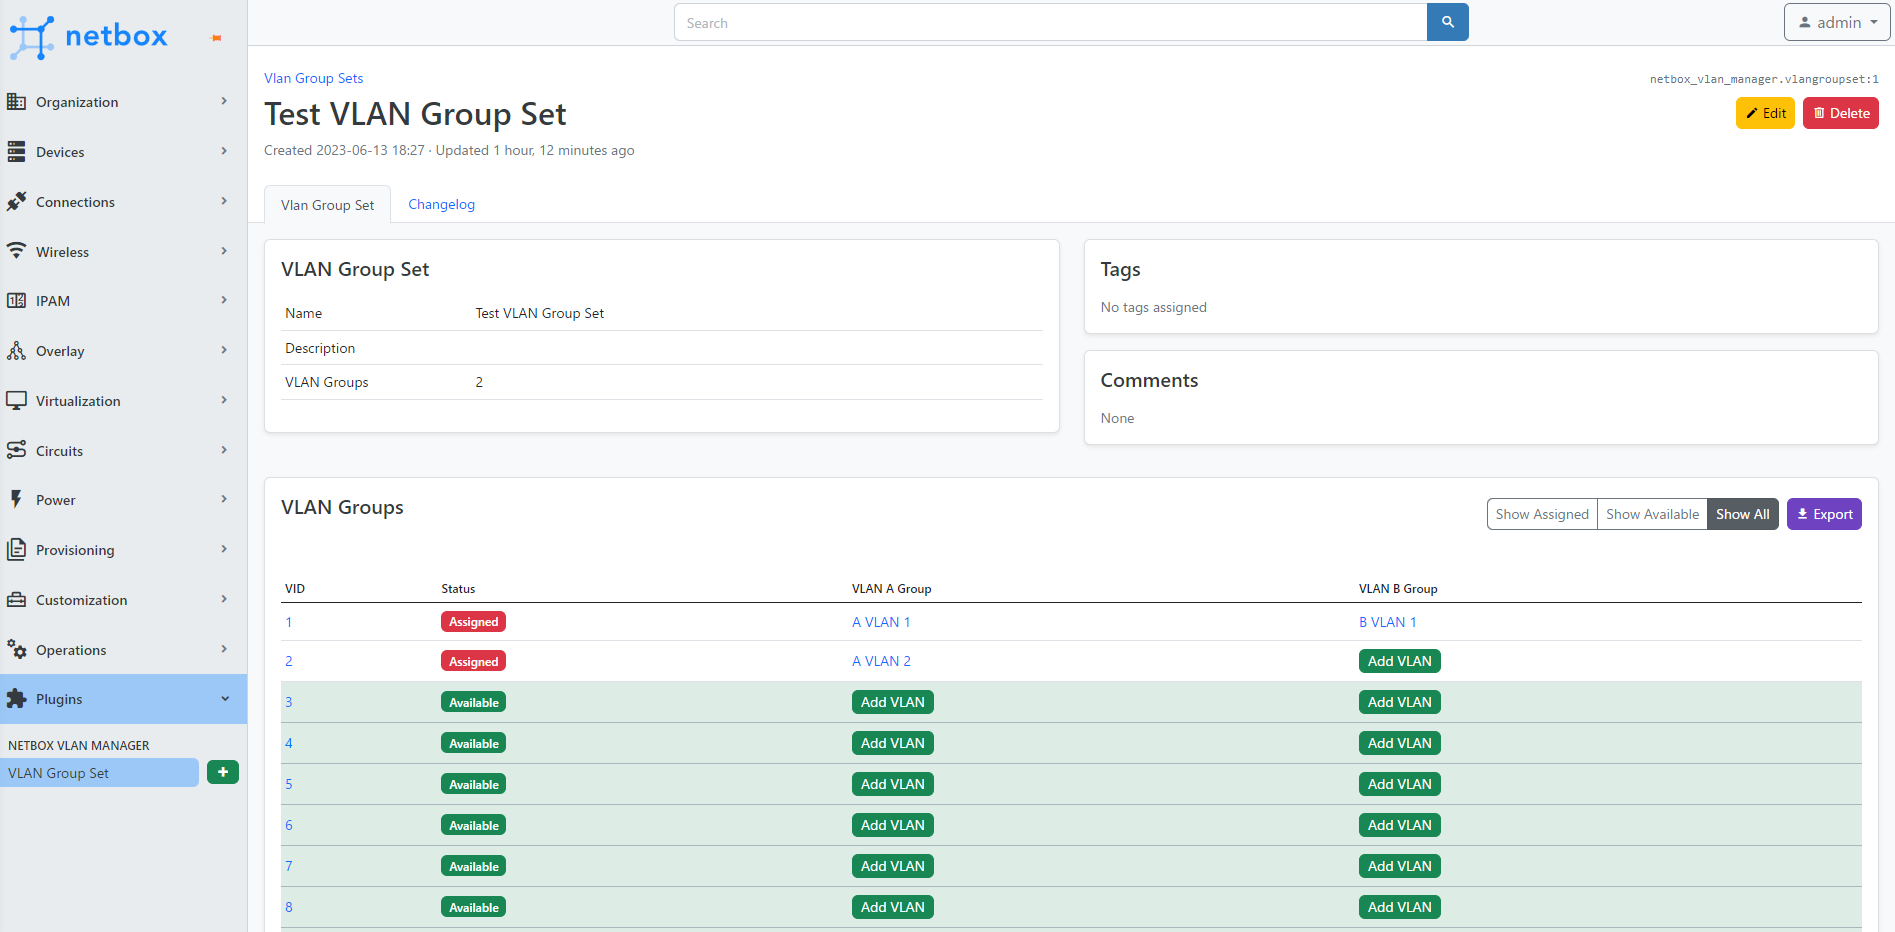 netbox
Search
admin
Organization
Devices
Connections
Wireless
IPAM
Overlay
Virtualization
Circuits
Power
Provisioning
Customization
Operations
Plugins
NETBOX VLAN MANAGER
VLAN Group Set
Vlan Group Sets
netbox_vlan_manager.vlangroupset:1
Test VLAN Group Set
Edit Delete
Created 2023-06-13 18:27 · Updated 1 hour, 12 minutes ago
Vlan Group Set Changelog
VLAN Group Set
Name Test VLAN Group Set
Description
VLAN Groups 2
Tags
No tags assigned
Comments
None
VLAN Groups
Show Assigned Show Available Show All Export
VID Status VLAN A Group VLAN B Group
1 Assigned A VLAN 1 B VLAN 1
2 Assigned A VLAN 2 Add VLAN
3 Available Add VLAN Add VLAN
4 Available Add VLAN Add VLAN
5 Available Add VLAN Add VLAN
6 Available Add VLAN Add VLAN
7 Available Add VLAN Add VLAN
8 Available Add VLAN Add VLAN